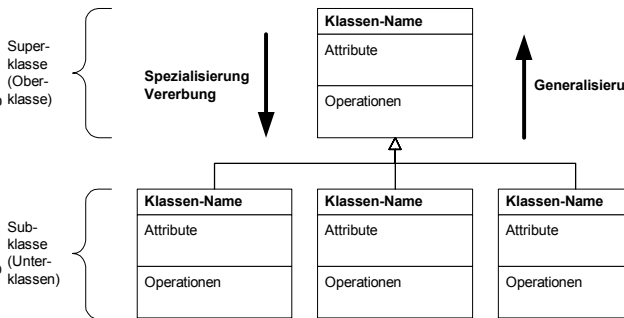 Klassen-Name
Super-
klasse
(Ober-
klasse)
Attribute
Spezialisierung
Vererbung
Operationen
Sub-
klasse
(Unter-
klassen)
Klassen-Name
Attribute
Operationen
Klassen-Name
Attribute
Operationen
Klassen-Name
Attribute
Operationen